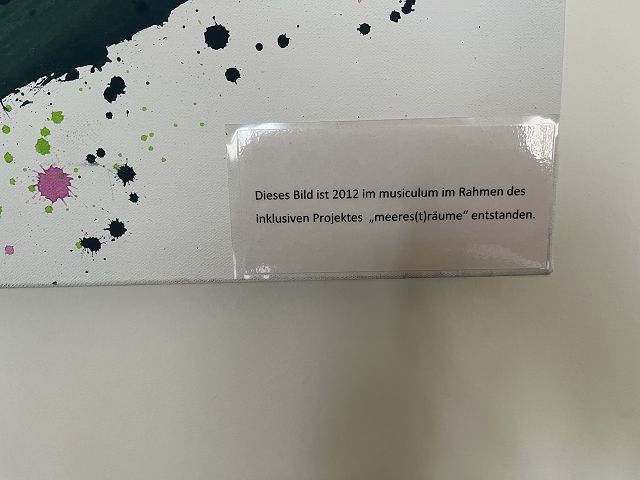 Dieses Bild ist 2012 im musiculum im Rahmen des
inklusiven Projektes „meeres(t)räume“ entstanden.